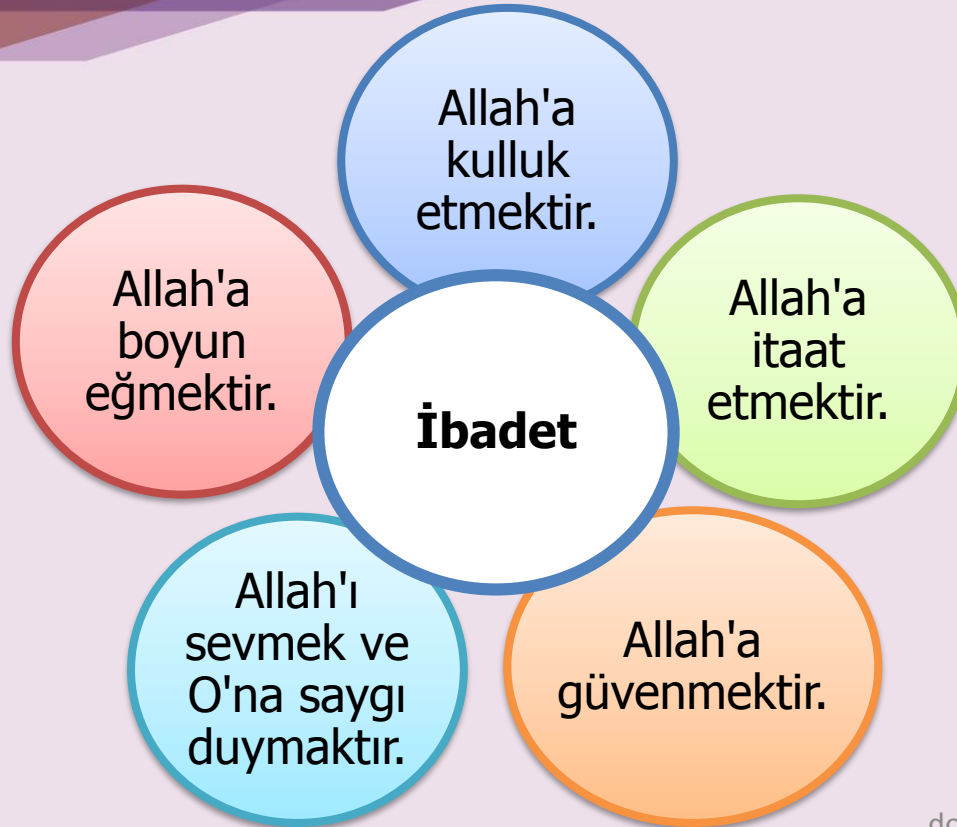 Allah'a
kulluk
etmektir.
Allah'a
boyun
eğmektir.
Allah'a
itaat
etmektir.
İbadet
Allah'ı
sevmek ve
O'na saygı
duymaktır.
Allah'a
güvenmektir.